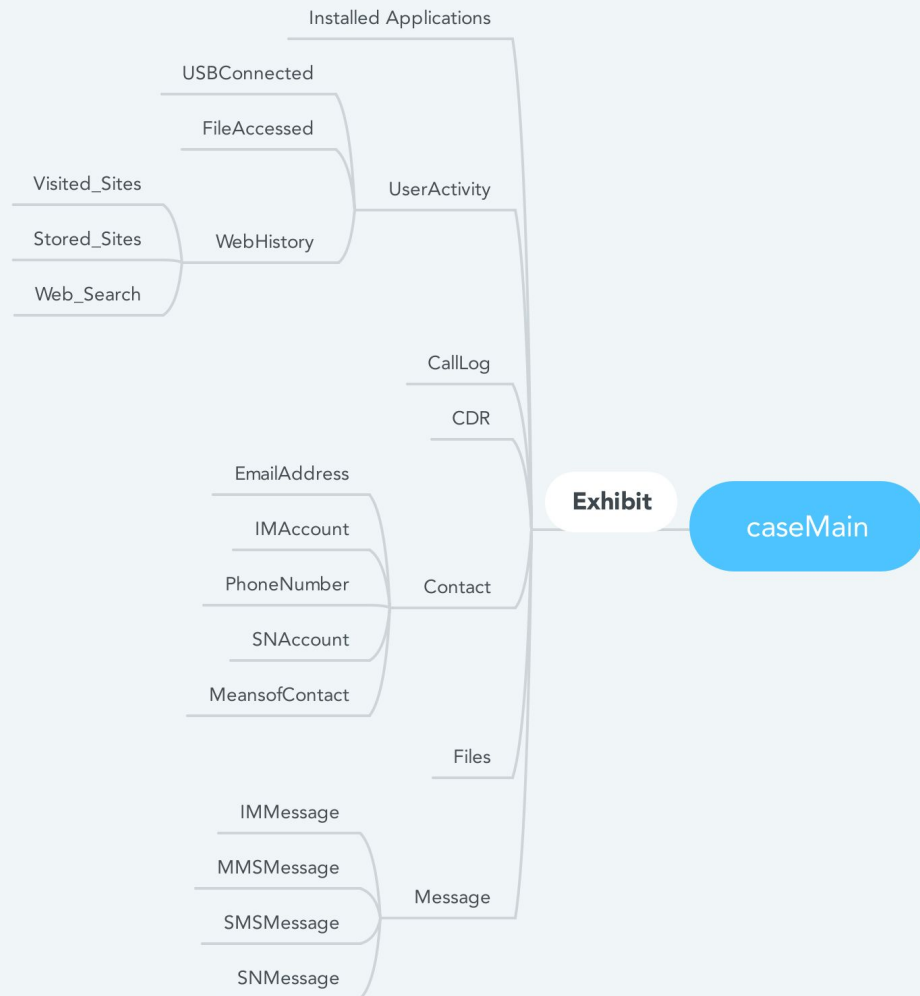 Installed Applications
USBConnected
FileAccessed
Visited_Sites
UserActivity
Stored_Sites
WebHistory
Web_Search
CallLog
CDR
EmailAddress
Exhibit
caseMain
IMAccount
PhoneNumber
Contact
SNAccount
MeansofContact
Files
IMMessage
MMSMessage
Message
SMSMessage
SNMessage